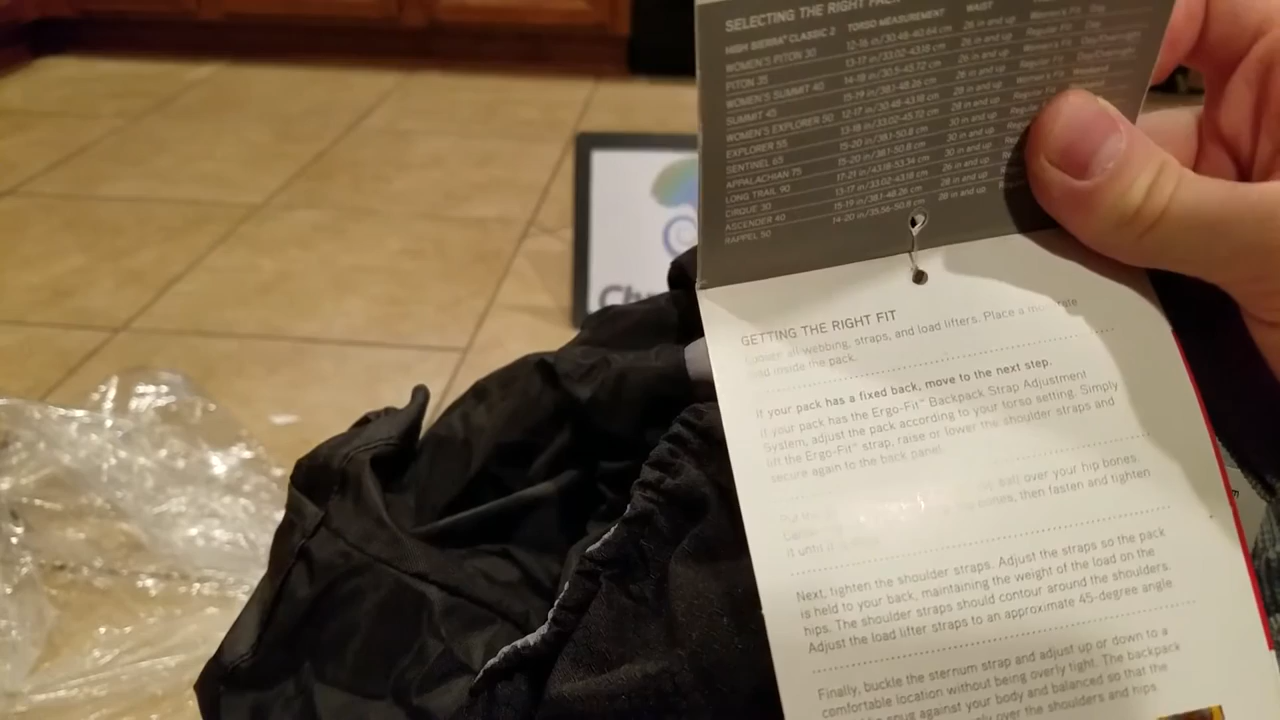 SELECTING THE RIGHT
HIGH SIERRA® CLASSIC 2 TORSO MEASUREMENT WAIST
WOMEN'S PITON 30 12-16 in/30.48-40.64 cm 26 in and up Women's Fit Day
PITON 35 13-17 in/33.02-43.18 cm 26 in and up Regular Fit Day
WOMEN'S SUMMIT 40 14-18 in/30.5-45.72 cm 26 in and up Women's Fit
SUMMIT 45 15-19 in/38.1-48.26 cm 26 in and up Regular Fit
WOMEN'S EXPLORER 50 12-17 in/30.48-43.18 cm 28 in and up Women's Fit
EXPLORER 55 13-18 in/33.02-45.72 cm 28 in and up Regular
SENTINEL 65 15-20 in/38.1-50.8 cm 30 in and up
APPALACHIAN 75 15-20 in/38.1-50.8 cm 30 in and up
LONG TRAIL 90 17-21 in/43.18-53.34 cm 30 in and up
CIRQUE 30 13-17 in/33.02-43.18 cm 26 in and up
ASCENDER 40 15-19 in/38.1-48.26 cm 28 in and up
RAPPEL 50 14-20 in/35.56-50.8 cm 28 in and up
GETTING THE RIGHT FIT
all webbing, straps, and load lifters. Place a
inside the pack.
If your pack has a fixed back, move to the next step.
If your pack has the Ergo-Fit™ Backpack Strap Adjustment
System, adjust the pack according to your torso setting. Simply
lift the Ergo-Fit™ strap, raise or lower the shoulder straps and
secure again to the back panel.
over your hip bones
then fasten and tighten
it until
Next, tighten the shoulder straps. Adjust the straps so the pack
is held to your back, maintaining the weight of the load on the
hips. The shoulder straps should contour around the shoulders.
Adjust the load lifter straps to an approximate 45-degree angle
Finally, buckle the sternum strap and adjust up or down to a
comfortable location without being overly tight. The backpack
snug against your body and balanced so that the
over the shoulders and hips